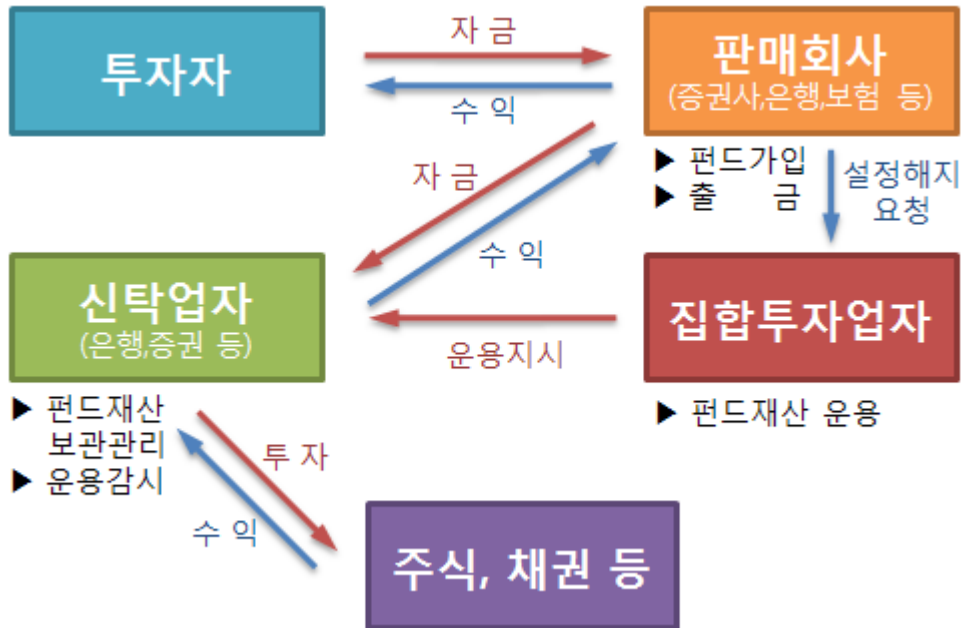 투자자
자 금
수 익
판매회사
(증권사,은행,보험 등)
▶ 펀드가입
▶ 출 금
설정해지
요청
자 금
수 익
신탁업자
(은행,증권 등)
운용지시
집합투자업자
▶ 펀드재산
보관관리
▶ 운용감시
▶ 펀드재산 운용
투 자
수 익
주식, 채권 등